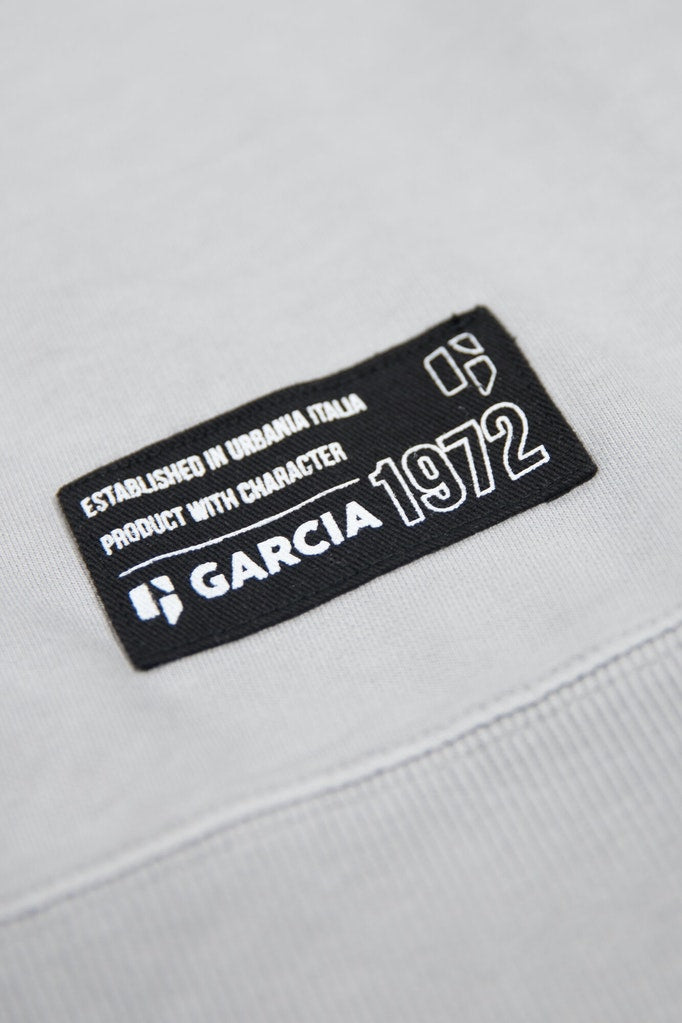 ESTABLISHED IN URBANIA ITALIA
PRODUCT WITH CHARACTER
GARCIA 1972